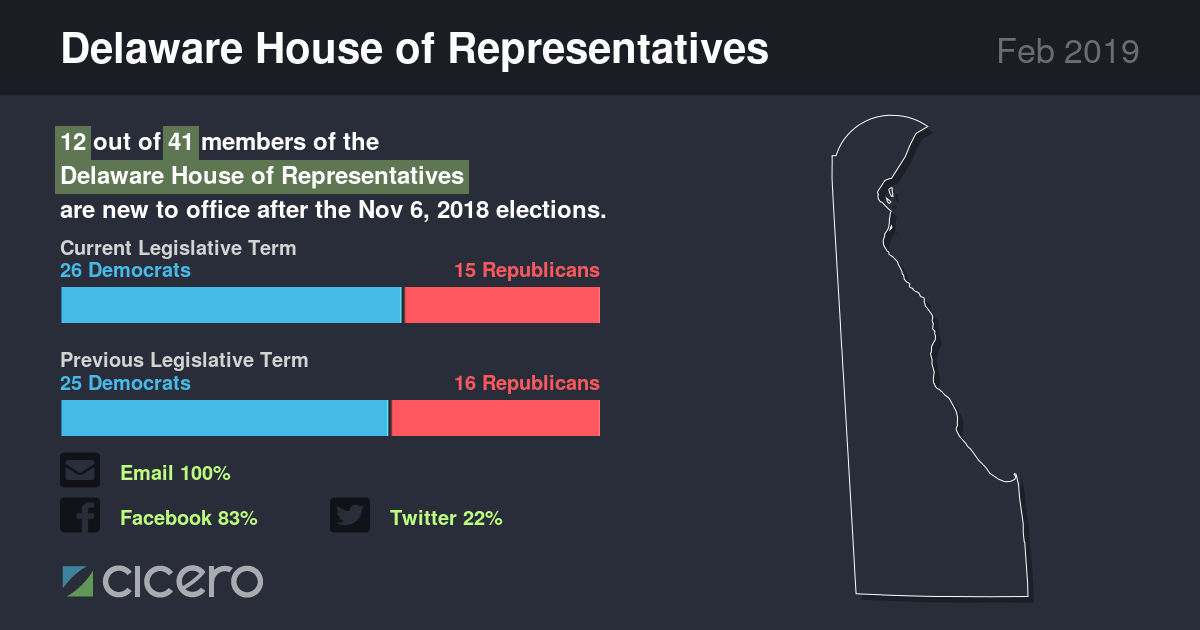 Delaware House of Representatives
Feb 2019
12 out of 41 members of the
Delaware House of Representatives
are new to office after the Nov 6, 2018 elections.
Current Legislative Term
26 Democrats 15 Republicans
Previous Legislative Term
25 Democrats 16 Republicans
Email 100%
Facebook 83% Twitter 22%
cicero